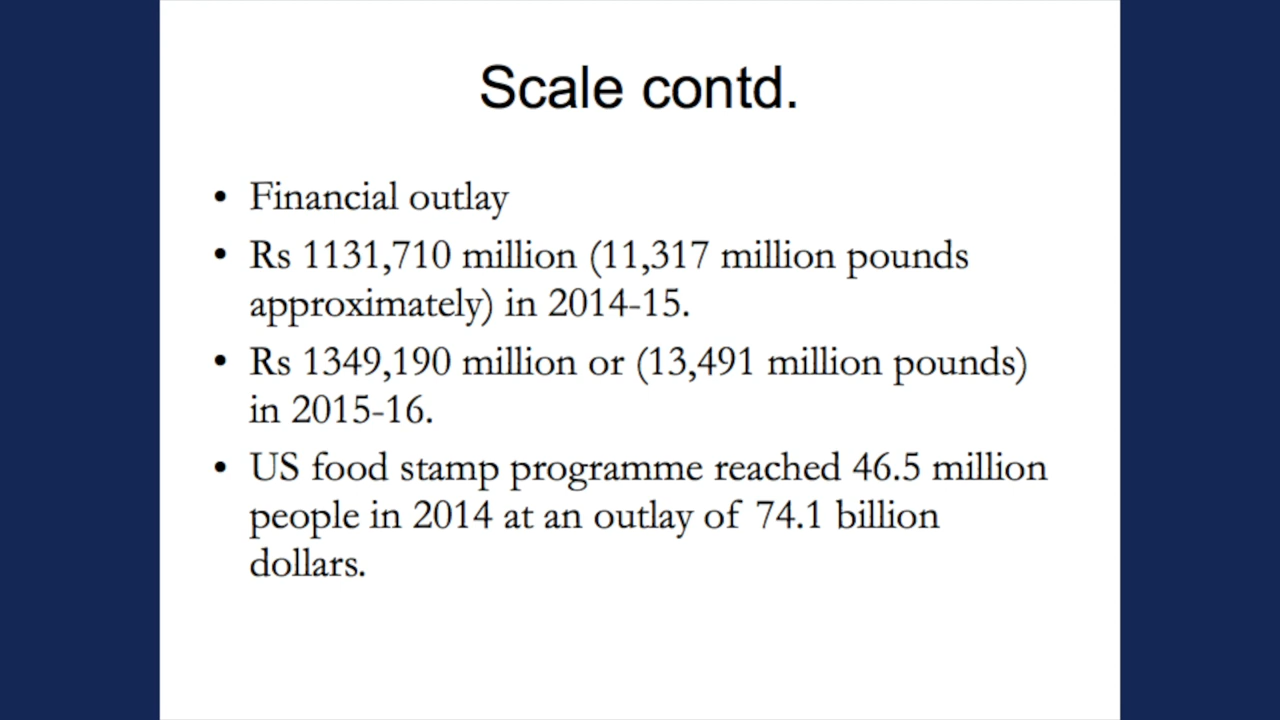 Scale contd.
• Financial outlay
• Rs 1131,710 million (11,317 million pounds
approximately) in 2014-15.
• Rs 1349,190 million or (13,491 million pounds)
in 2015-16.
• US food stamp programme reached 46.5 million
people in 2014 at an outlay of 74.1 billion
dollars.